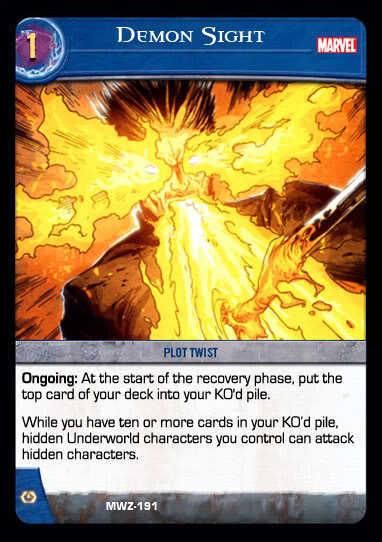 1
Demon Sight
MARVEL
PLOT TWIST
Ongoing: At the start of the recovery phase, put the
top card of your deck into your KO'd pile.
While you have ten or more cards in your KO'd pile,
hidden Underworld characters you control can attack
hidden characters.
MWZ-191